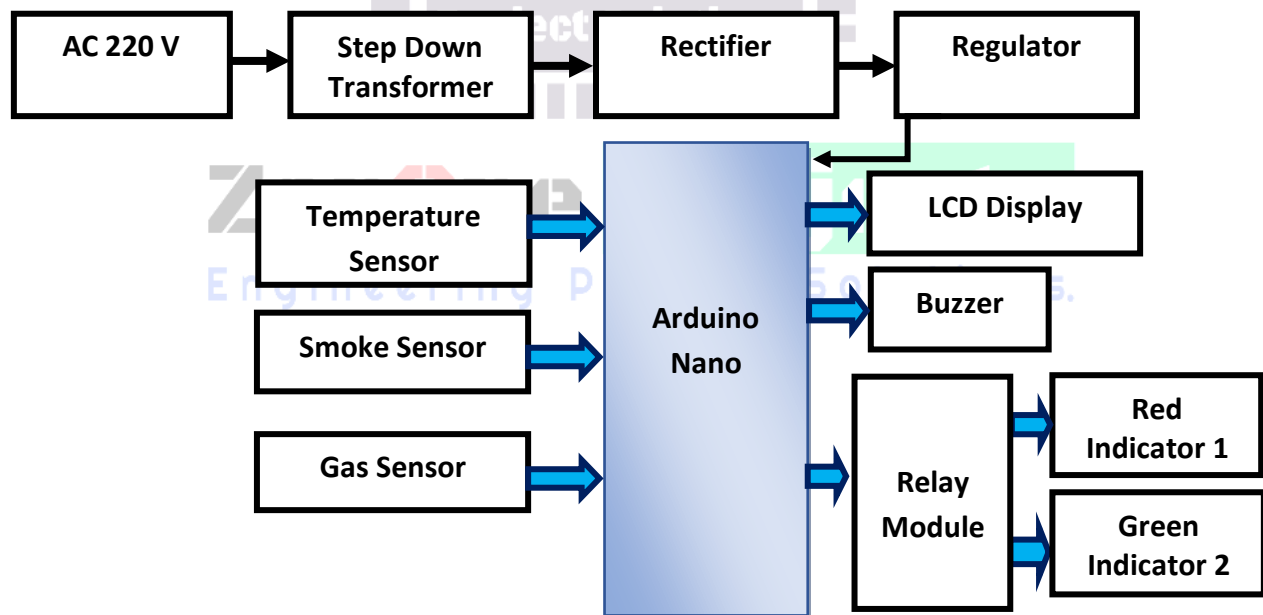 AC 220 V
Step Down
Transformer
Rectifier
Regulator
Temperature
Sensor
Smoke Sensor
Gas Sensor
Arduino
Nano
LCD Display
Buzzer
Relay
Module
Red
Indicator 1
Green
Indicator 2
Engineering